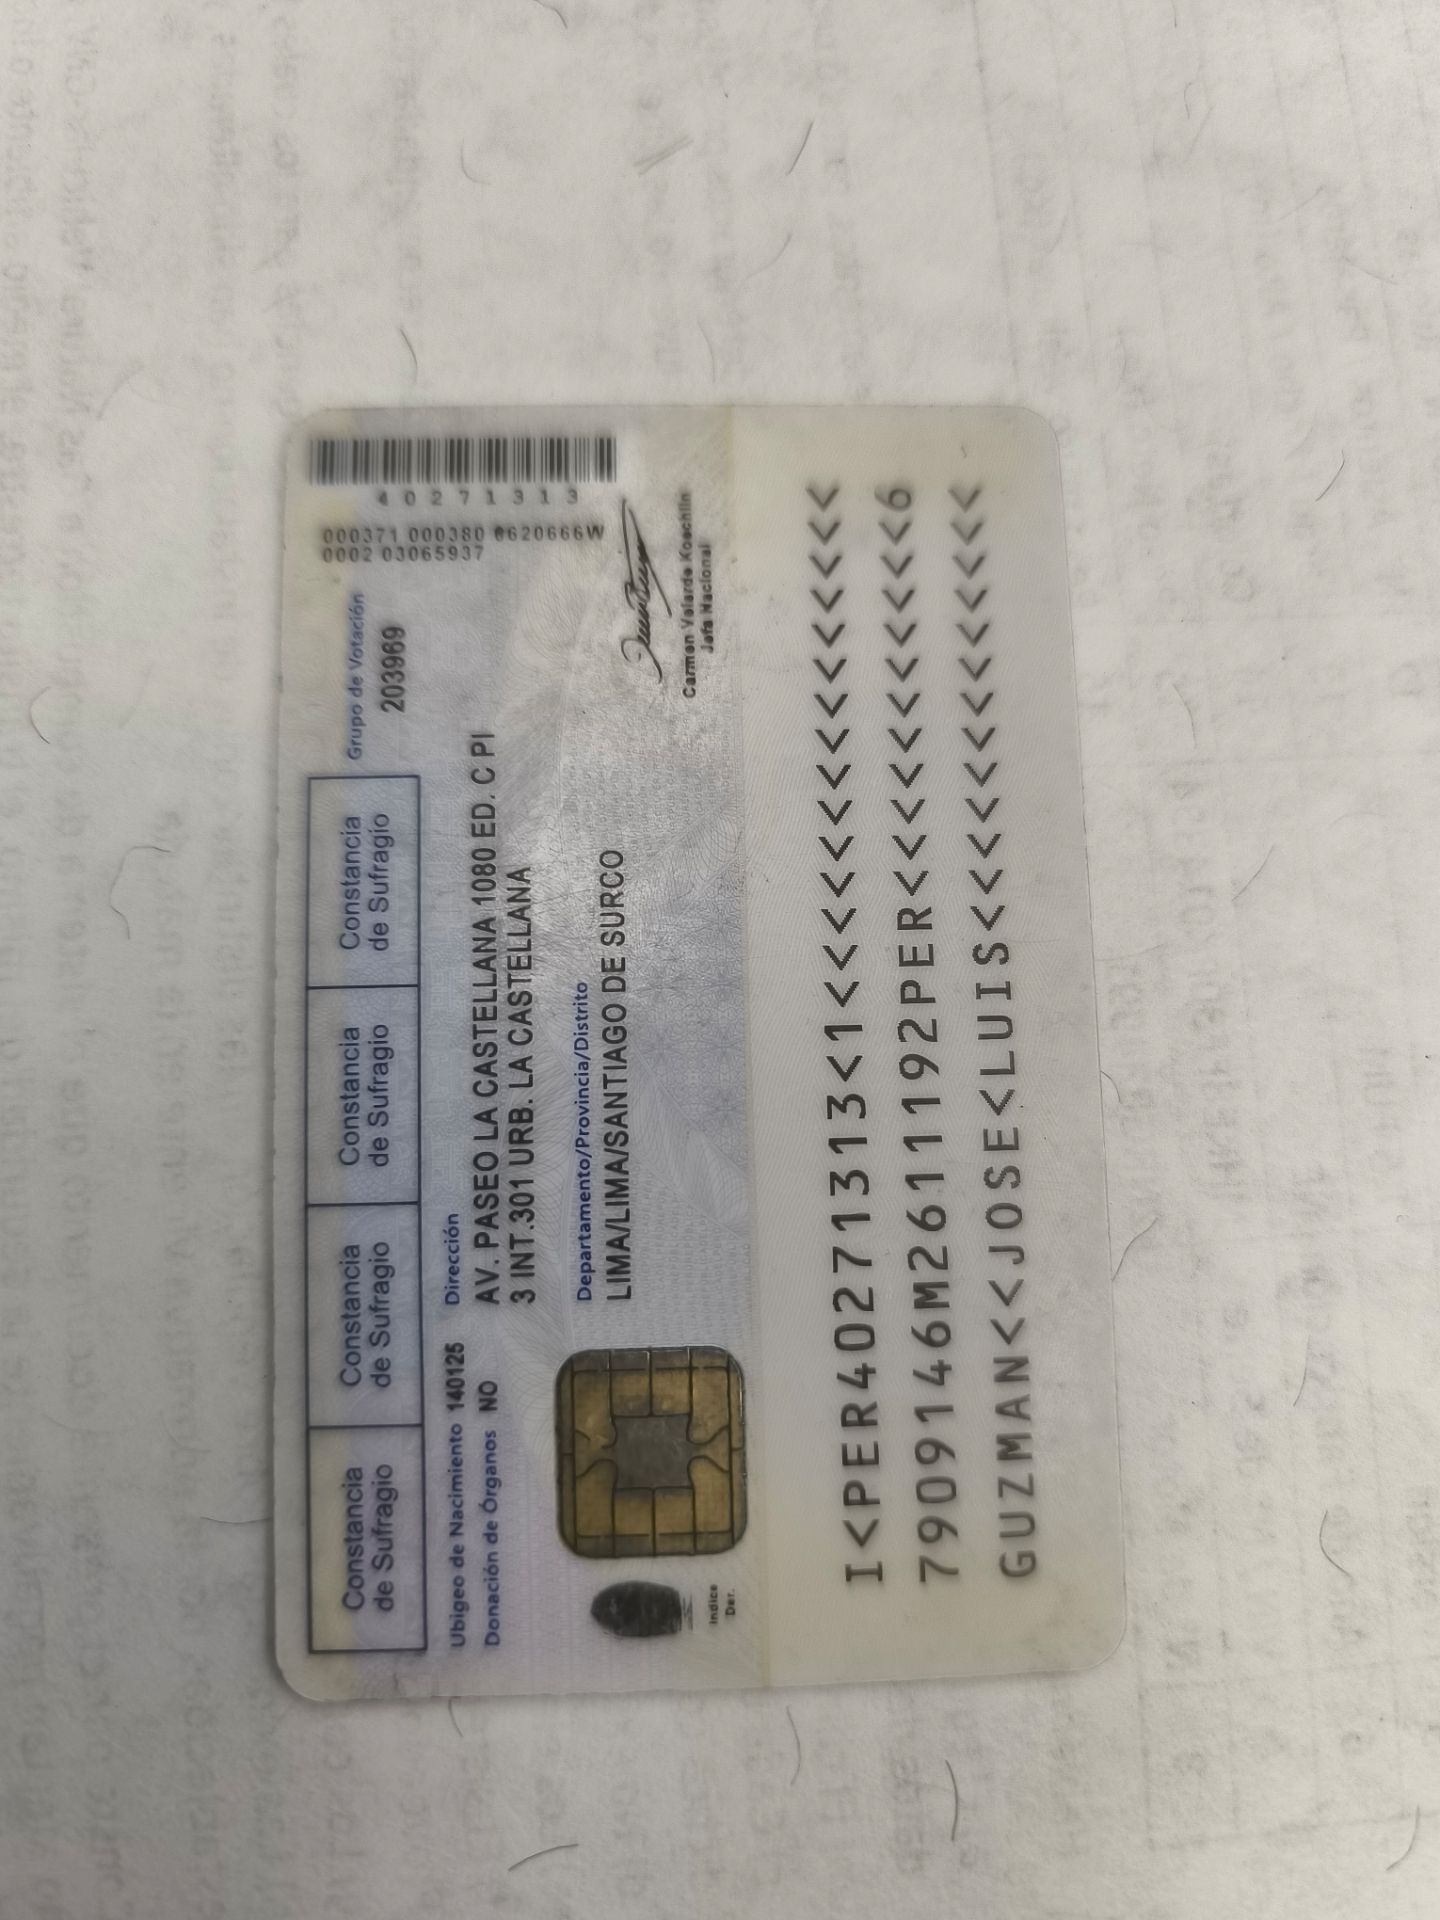 Constancia
de Sufragio
Constancia
de Sufragio
Constancia
de Sufragio
Constancia
de Sufragio
Grupo de Votación
203969
40271313
000371 000380 0620666W
0002 03065937
Ubigeo de Nacimiento 140125
Donación de Órganos NO
Dirección
AV. PASEO LA CASTELLANA 1080 ED. C PI
3 INT.301 URB. LA CASTELLANA
Departamento/Provincia/Distrito
LIMA/LIMA/SANTIAGO DE SURCO
Carmen Velarde Koechlin
Jefa Nacional
Indice
Der.
I<PER40271313<1<<<<<<<<<<<<<<<
7909146M2611192PER<<<<<<<<<<<6
GUZMAN<<JOSE<LUIS<<<<<<<<<<<<<